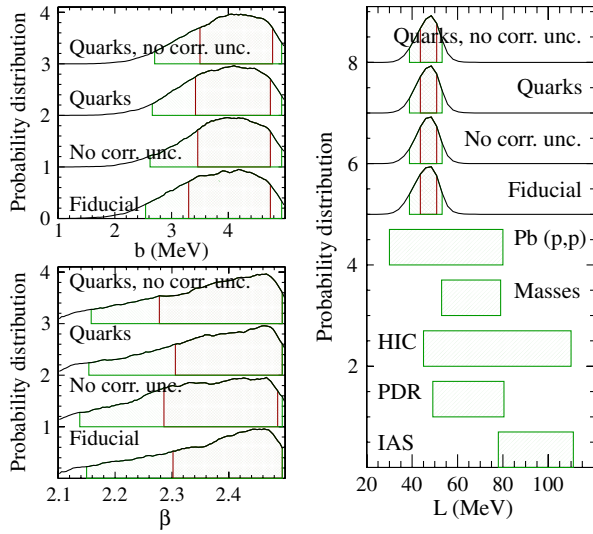 Probability distribution
4
3
2
1
0
Quarks, no corr. unc.
Quarks
No corr. unc.
Fiducial
1
2
3
4
b (MeV)
Probability distribution
4
3
2
1
Quarks, no corr. unc.
Quarks
No corr. unc.
Fiducial
2.1
2.2
2.3
2.4
β
Probability distribution
8
6
4
2
Quarks, no corr. unc.
Quarks
No corr. unc.
Fiducial
Pb (p,p)
Masses
HIC
PDR
IAS
20
40
60
80
100
L (MeV)